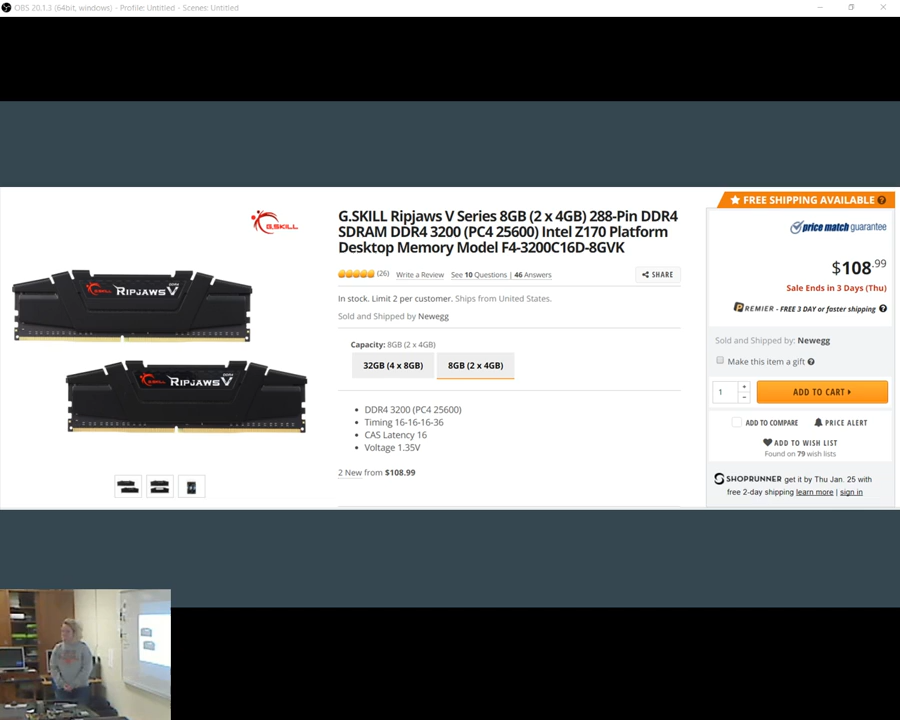 OBS 20.1.3 (64bit, windows) - Profile: Untitled - Scenes: Untitled
G.SKILL
RIPJAWS V
RIPJAWS V
G.SKILL Ripjaws V Series 8GB (2 x 4GB) 288-Pin DDR4
SDRAM DDR4 3200 (PC4 25600) Intel Z170 Platform
Desktop Memory Model F4-3200C16D-8GVK
(26) Write a Review See 10 Questions | 46 Answers
SHARE
In stock. Limit 2 per customer. Ships from United States.
Sold and Shipped by Newegg
Capacity: 8GB (2 x 4GB)
32GB (4 x 8GB) 8GB (2 x 4GB)
• DDR4 3200 (PC4 25600)
• Timing 16-16-16-36
• CAS Latency 16
• Voltage 1.35V
2 New from $108.99
FREE SHIPPING AVAILABLE ?
price match guarantee
$108.99
Sale Ends in 3 Days (Thu)
PREMIER - FREE 3 DAY or faster shipping ?
Sold and Shipped by: Newegg
Make this item a gift ?
1 + - ADD TO CART
ADD TO COMPARE PRICE ALERT
ADD TO WISH LIST
Found on 79 wish lists
SHOPRUNNER get it by Thu Jan. 25 with
free 2-day shipping learn more | sign in